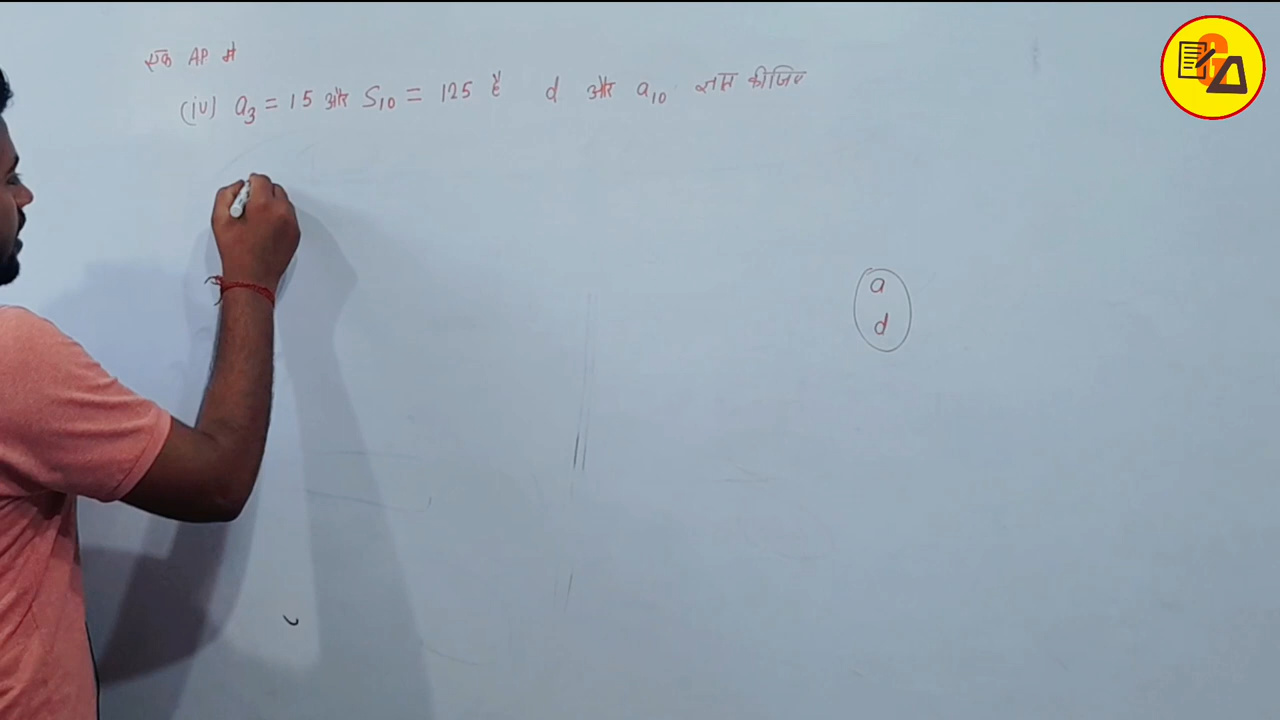 एक AP में
(iv) a₃ = 15 और S₁₀ = 125 है d और a₁₀ ज्ञात कीजिए
a
d